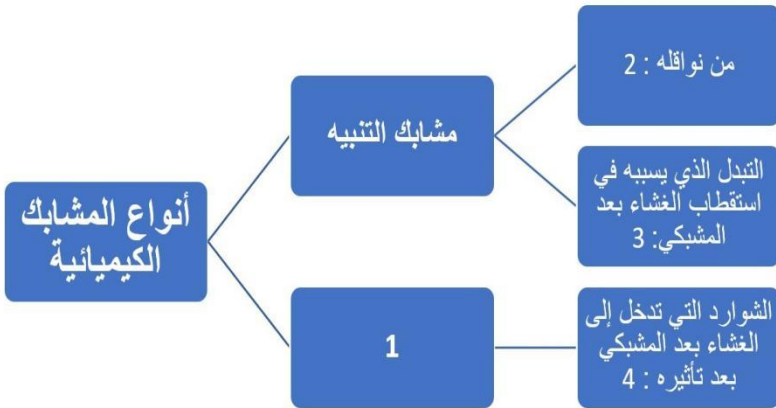 أنواع المشابك
الكيميائية
مشابك التنبيه
من نواقله : 2
التبدل الذي يسببه في
استقطاب الغشاء بعد
المشبكي: 3
1
الشوارد التي تدخل إلى
الغشاء بعد المشبكي
بعد تأثيره : 4